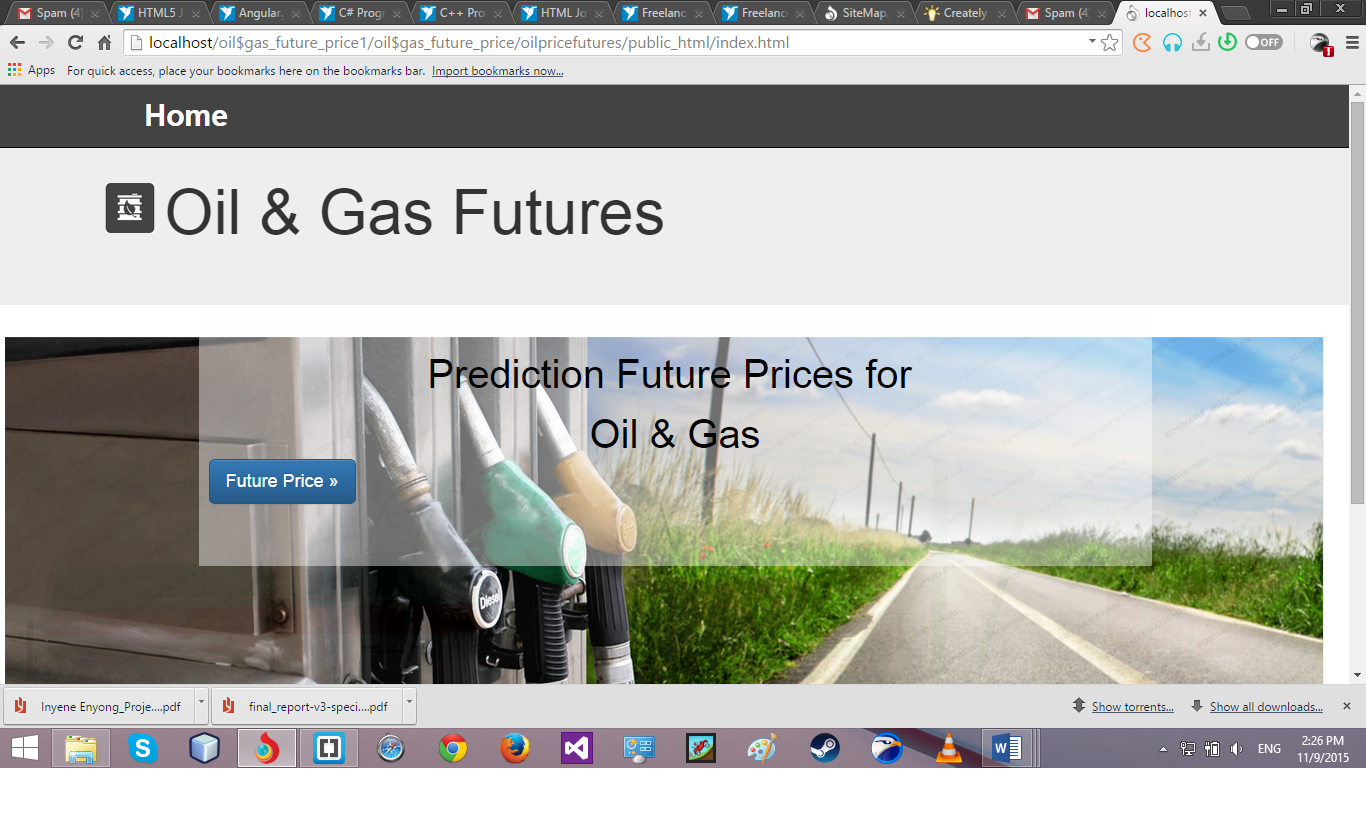 Spam (4)
HTML5 J
Angular.
C# Progr
C++ Pro
HTML Jo
Freelanc
Freelanc
SiteMap.
Creately
Spam (4)
localhost
localhost/oil$gas_future_price1/oil$gas_future_price/oilpricefutures/public_html/index.html
OFF
1
Apps For quick access, place your bookmarks here on the bookmarks bar. Import bookmarks now...
Home
Oil & Gas Futures
Prediction Future Prices for
Oil & Gas
Future Price »
Diesel
Inyene Enyong_Proje....pdf
final_report-v3-speci....pdf
Show torrents...
Show all downloads...
ENG
2:26 PM
11/9/2015